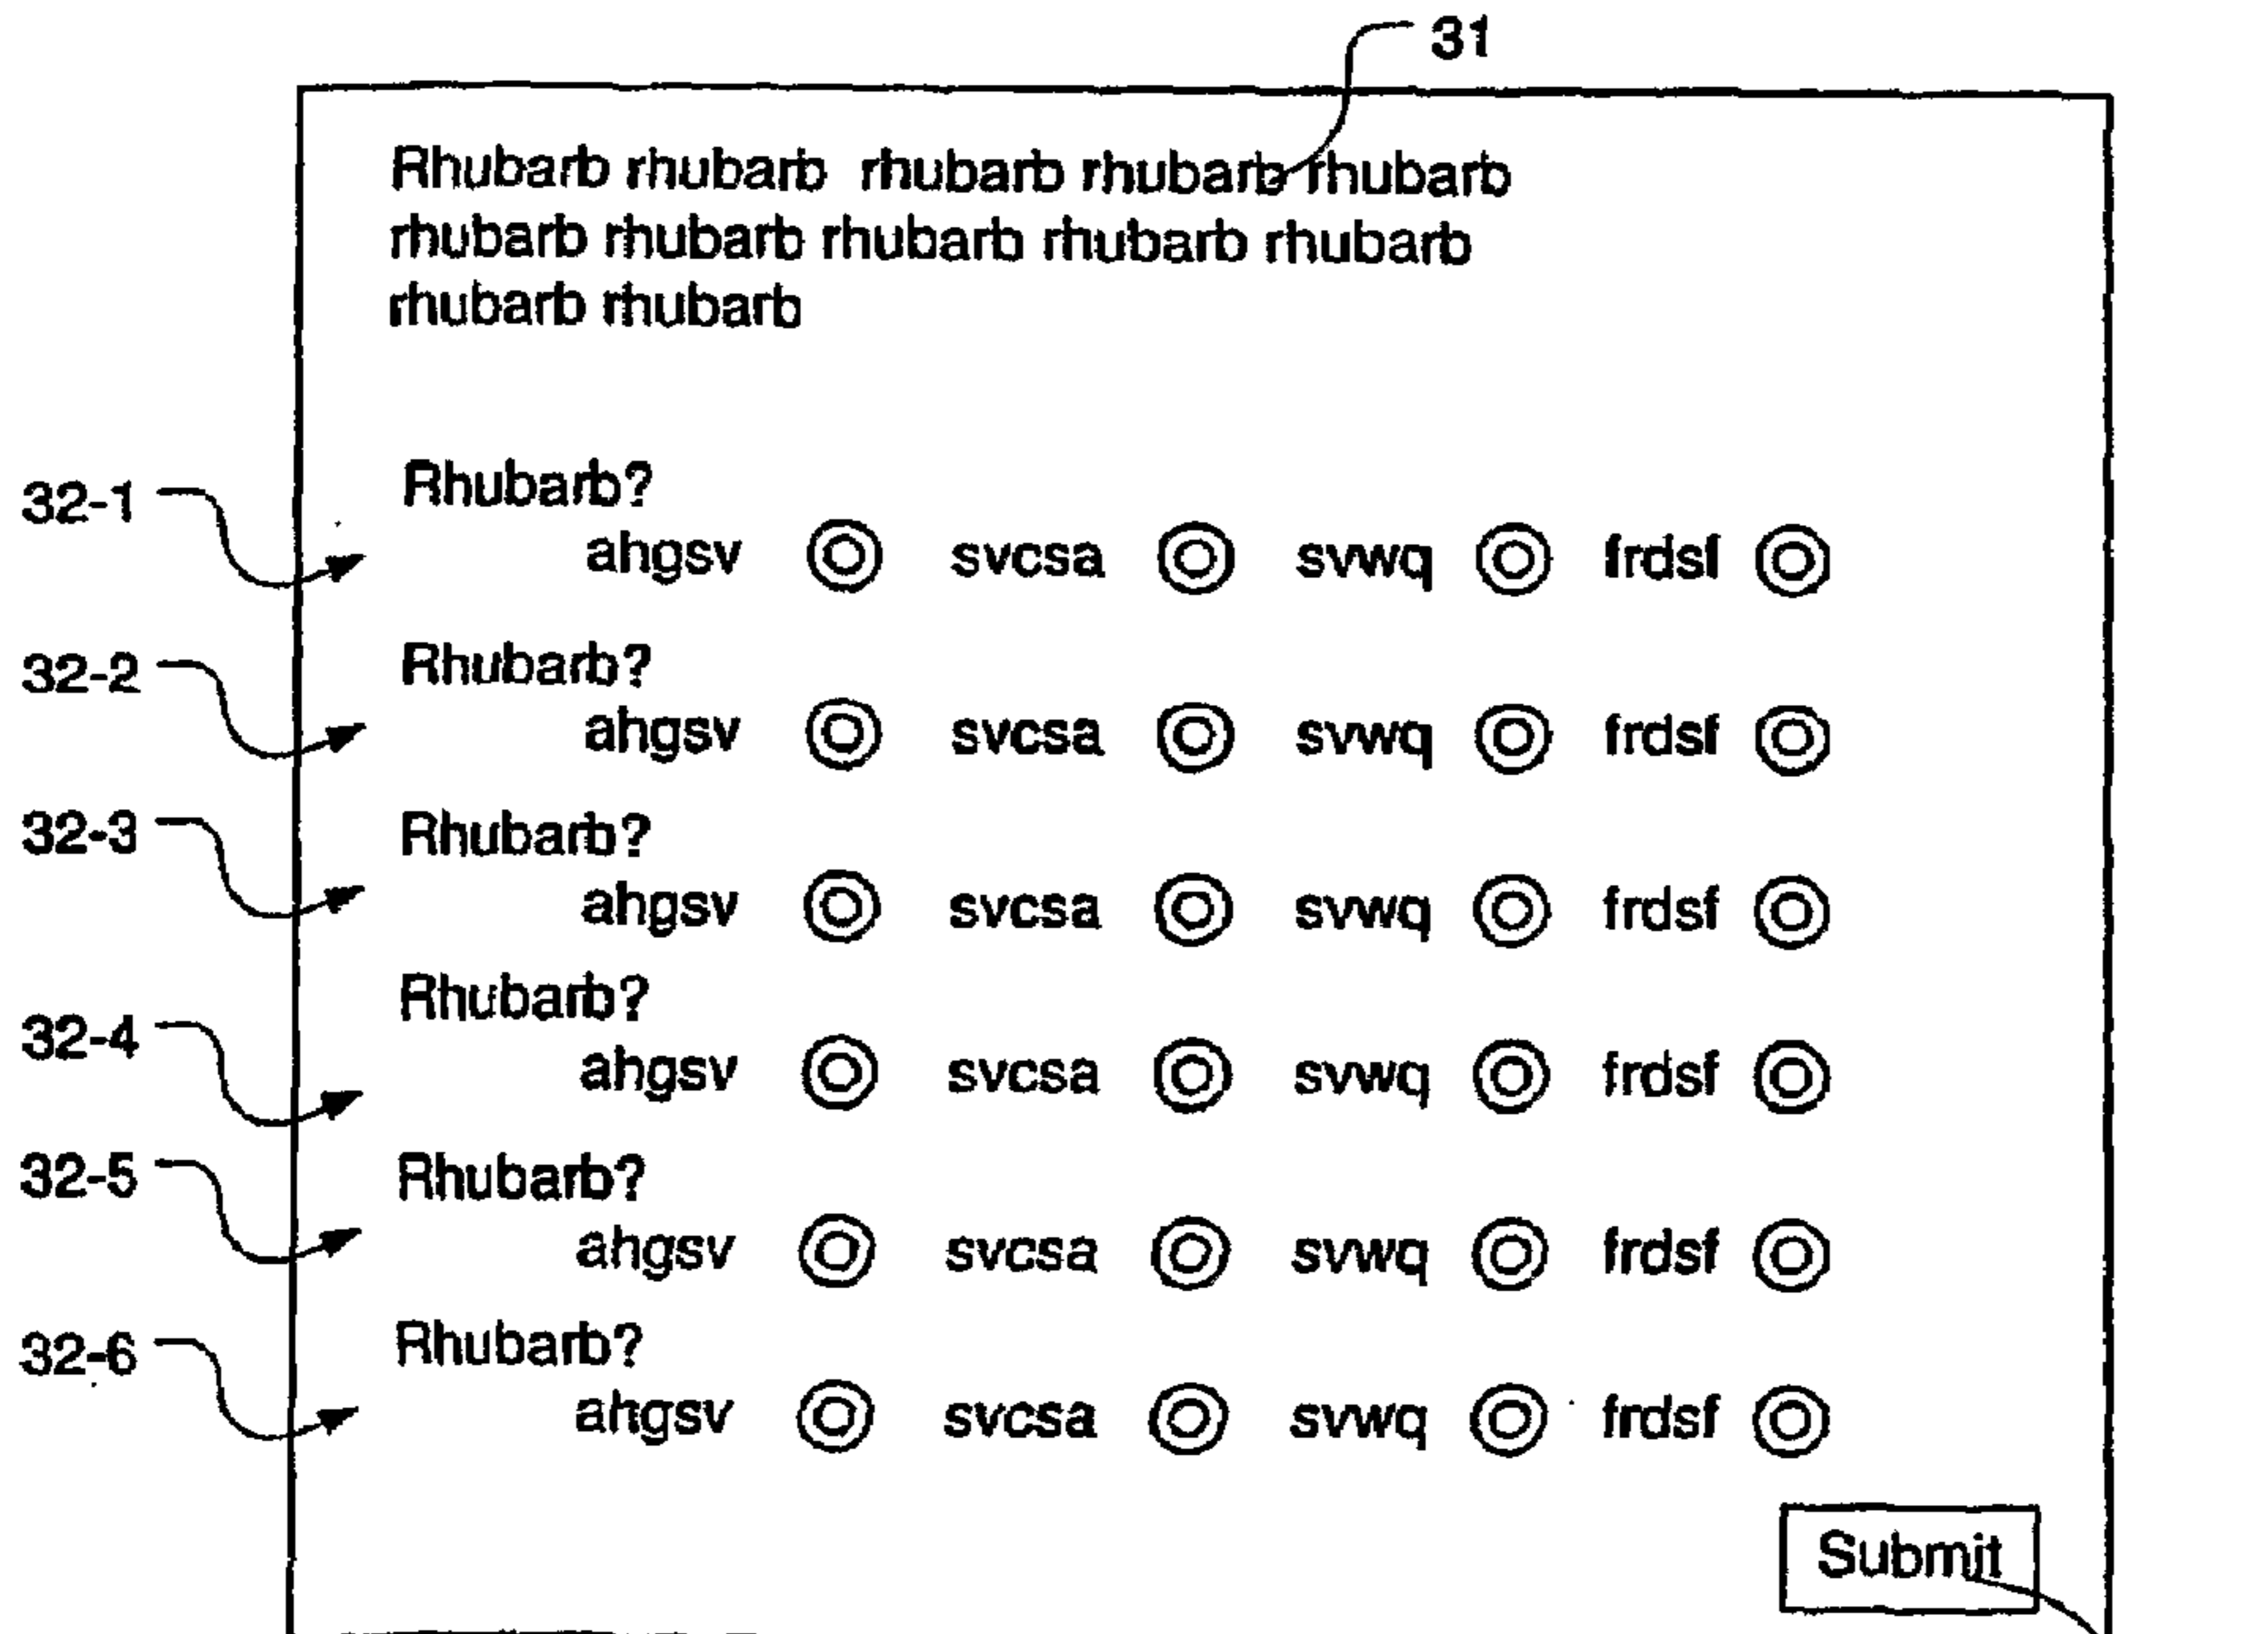 31
Rhubarb rhubarb rhubarb rhubarb rhubarb
rhubarb rhubarb rhubarb rhubarb rhubarb
rhubarb rhubarb
32-1
Rhubarb?
ahgsv svcsa svwq frdsf
32-2
Rhubarb?
ahgsv svcsa svwq frdsf
32-3
Rhubarb?
ahgsv svcsa svwq frdsf
32-4
Rhubarb?
ahgsv svcsa svwq frdsf
32-5
Rhubarb?
ahgsv svcsa svwq frdsf
32-6
Rhubarb?
ahgsv svcsa svwq frdsf
Submit